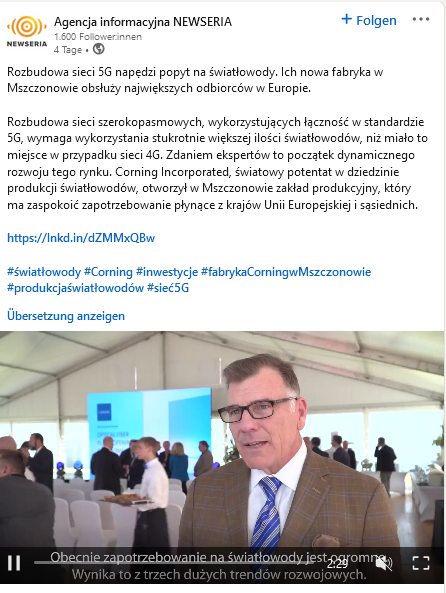 Agencja informacyjna NEWSERIA
+ Folgen
NEWSERIA
1.600 Follower:innen
4 Tage •
Rozbudowa sieci 5G napędzi popyt na światłowody. Ich nowa fabryka w
Mszczonowie obsłuży największych odbiorców w Europie.
Rozbudowa sieci szerokopasmowych, wykorzystujących łączność w standardzie
5G, wymaga wykorzystania stukrotnie większej ilości światłowodów, niż miało to
miejsce w przypadku sieci 4G. Zdaniem ekspertów to początek dynamicznego
rozwoju tego rynku. Corning Incorporated, światowy potentat w dziedzinie
produkcji światłowodów, otworzył w Mszczonowie zakład produkcyjny, który
ma zaspokoić zapotrzebowanie płynące z krajów Unii Europejskiej i sąsiednich.
https://lnkd.in/dZMMxQBw
#światłowody #Corning #inwestycje #fabrykaCorningwMszczonowie
#produkcjaświatłowodów #sieć5G
Übersetzung anzeigen
Obecnie zapotrzebowanie na światłowody jest ogromne.
2:29
Wynika to z trzech dużych trendów rozwojowych.